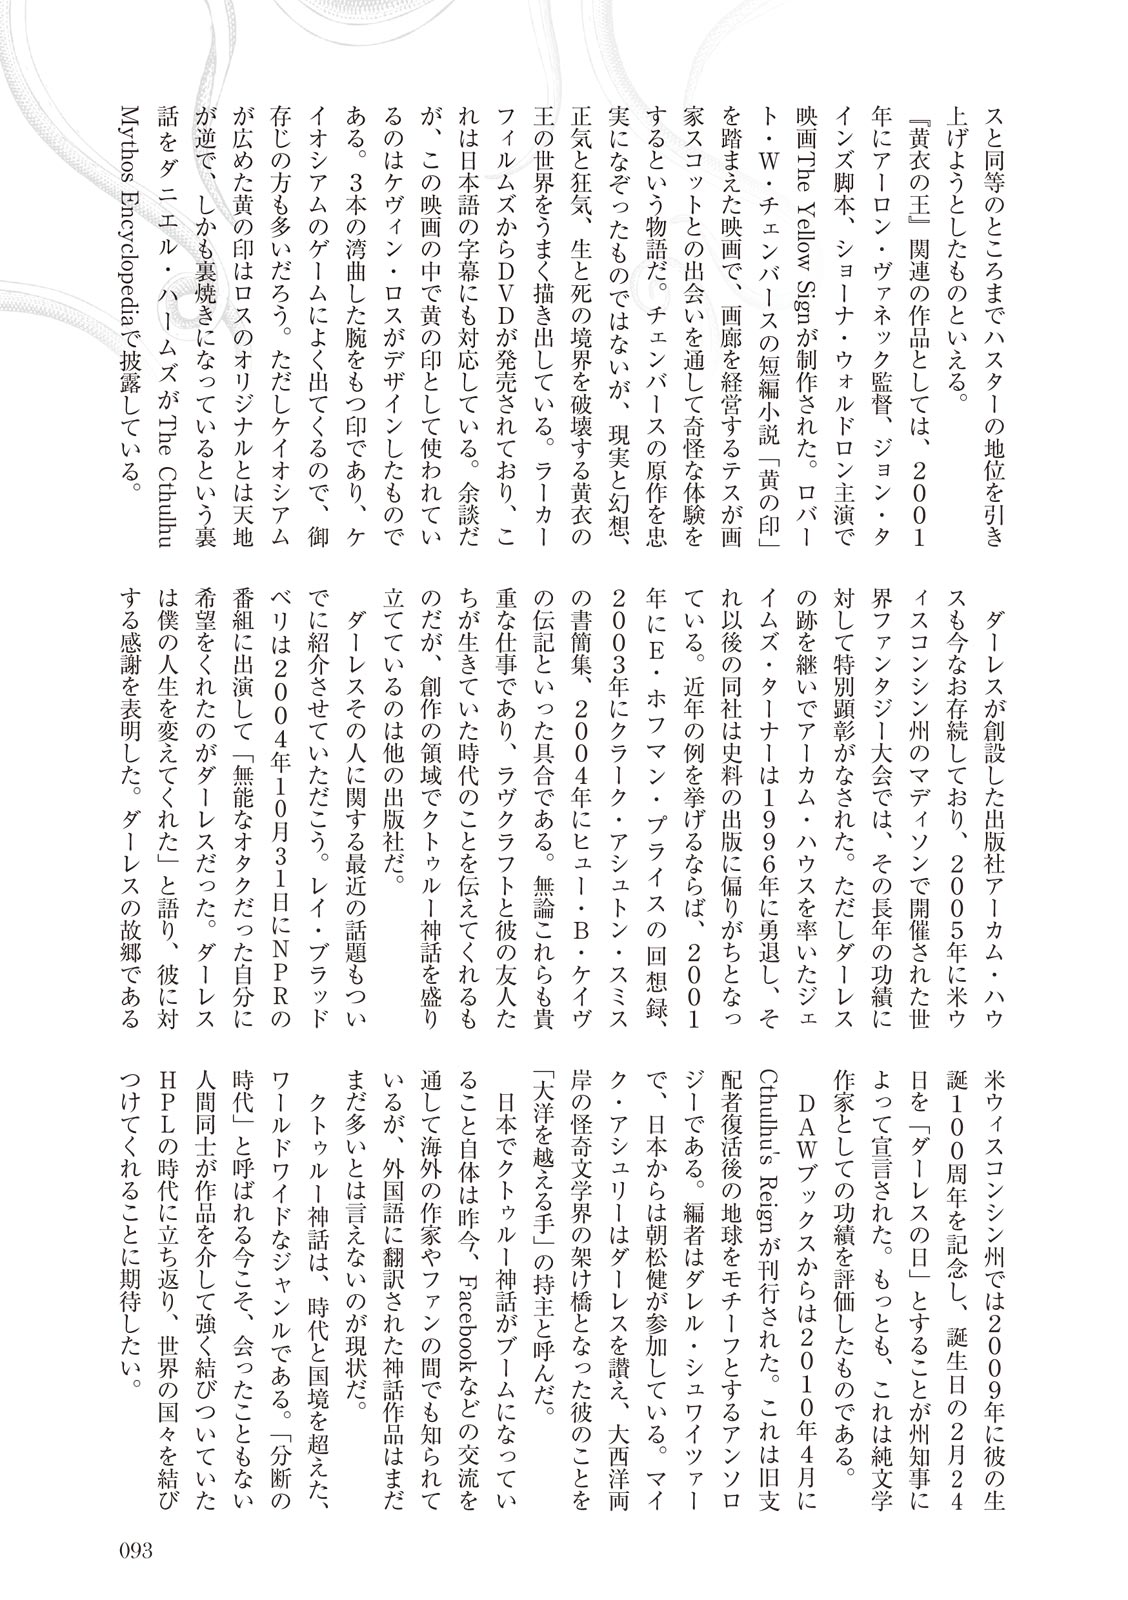 スと同等のところまでハスターの地位を引き
上げようとしたものといえる。
『黄衣の王』関連の作品としては、２００１
年にアーロン・ヴァネック監督、ジョン・タ
インズ脚本、ショーナ・ウォルドロン主演で
映画The Yellow Signが制作された。ロバー
ト・Ｗ・チェンバースの短編小説「黄の印」
を踏まえた映画で、画廊を経営するテスが画
家スコットとの出会いを通して奇怪な体験を
するという物語だ。チェンバースの原作を忠
実になぞったものではないが、現実と幻想、
正気と狂気、生と死の境界を破壊する黄衣の
王の世界をうまく描き出している。ラーカー
フィルムズからＤＶＤが発売されており、こ
れは日本語の字幕にも対応している。余談だ
が、この映画の中で黄の印として使われてい
るのはケヴィン・ロスがデザインしたもので
ある。３本の湾曲した腕をもつ印であり、ケ
イオシアムのゲームによく出てくるので、御
存じの方も多いだろう。ただしケイオシアム
が広めた黄の印はロスのオリジナルとは天地
が逆で、しかも裏焼きになっているという裏
話をダニエル・ハームズがThe Cthulhu
Mythos Encyclopediaで披露している。
ダーレスが創設した出版社アーカム・ハウ
スも今なお存続しており、２００５年に米ウ
ィスコンシン州のマディソンで開催された世
界ファンタジー大会では、その長年の功績に
対して特別顕彰がなされた。ただしダーレス
の跡を継いでアーカム・ハウスを率いたジェ
イムズ・ターナーは１９９６年に勇退し、そ
れ以後の同社は史料の出版に偏りがちとなっ
ている。近年の例を挙げるならば、２００１
年にＥ・ホフマン・プライスの回想録、
２００３年にクラーク・アシュトン・スミス
の書簡集、２００４年にヒュー・Ｂ・ケイヴ
の伝記といった具合である。無論これらも貴
重な仕事であり、ラヴクラフトと彼の友人た
ちが生きていた時代のことを伝えてくれるも
のだが、創作の領域でクトゥルー神話を盛り
立てているのは他の出版社だ。
ダーレスその人に関する最近の話題もつい
でに紹介させていただこう。レイ・ブラッド
ベリは２００４年１０月３１日にＮＰＲの
番組に出演して「無能なオタクだった自分に
希望をくれたのがダーレスだった。ダーレス
は僕の人生を変えてくれた」と語り、彼に対
する感謝を表明した。ダーレスの故郷である
米ウィスコンシン州では２００９年に彼の生
誕１００周年を記念し、誕生日の２月２４
日を「ダーレスの日」とすることが州知事に
よって宣言された。もっとも、これは純文学
作家としての功績を評価したものである。
ＤＡＷブックスからは２０１０年４月に
Cthulhu's Reignが刊行された。これは旧支
配者復活後の地球をモチーフとするアンソロ
ジーである。編者はダレル・シュワイツァー
で、日本からは朝松健が参加している。マイ
ク・アシュリーはダーレスを讃え、大西洋両
岸の怪奇文学界の架け橋となった彼のことを
「大洋を越える手」の持主と呼んだ。
日本でクトゥルー神話がブームになってい
ること自体は昨今、Facebookなどの交流を
通して海外の作家やファンの間でも知られて
いるが、外国語に翻訳された神話作品はまだ
まだ多いとは言えないのが現状だ。
クトゥルー神話は、時代と国境を超えた、
ワールドワイドなジャンルである。「分断の
時代」と呼ばれる今こそ、会ったこともない
人間同士が作品を介して強く結びついていた
ＨＰＬの時代に立ち返り、世界の国々を結び
つけてくれることに期待したい。
093